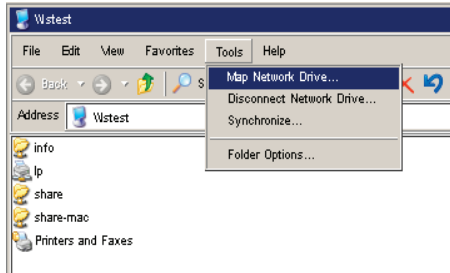 Wstest
File Edit View Favorites Tools Help
Back S
Map Network Drive...
Disconnect Network Drive...
Synchronize...
Folder Options...
Address Wstest
info
lp
share
share-mac
Printers and Faxes